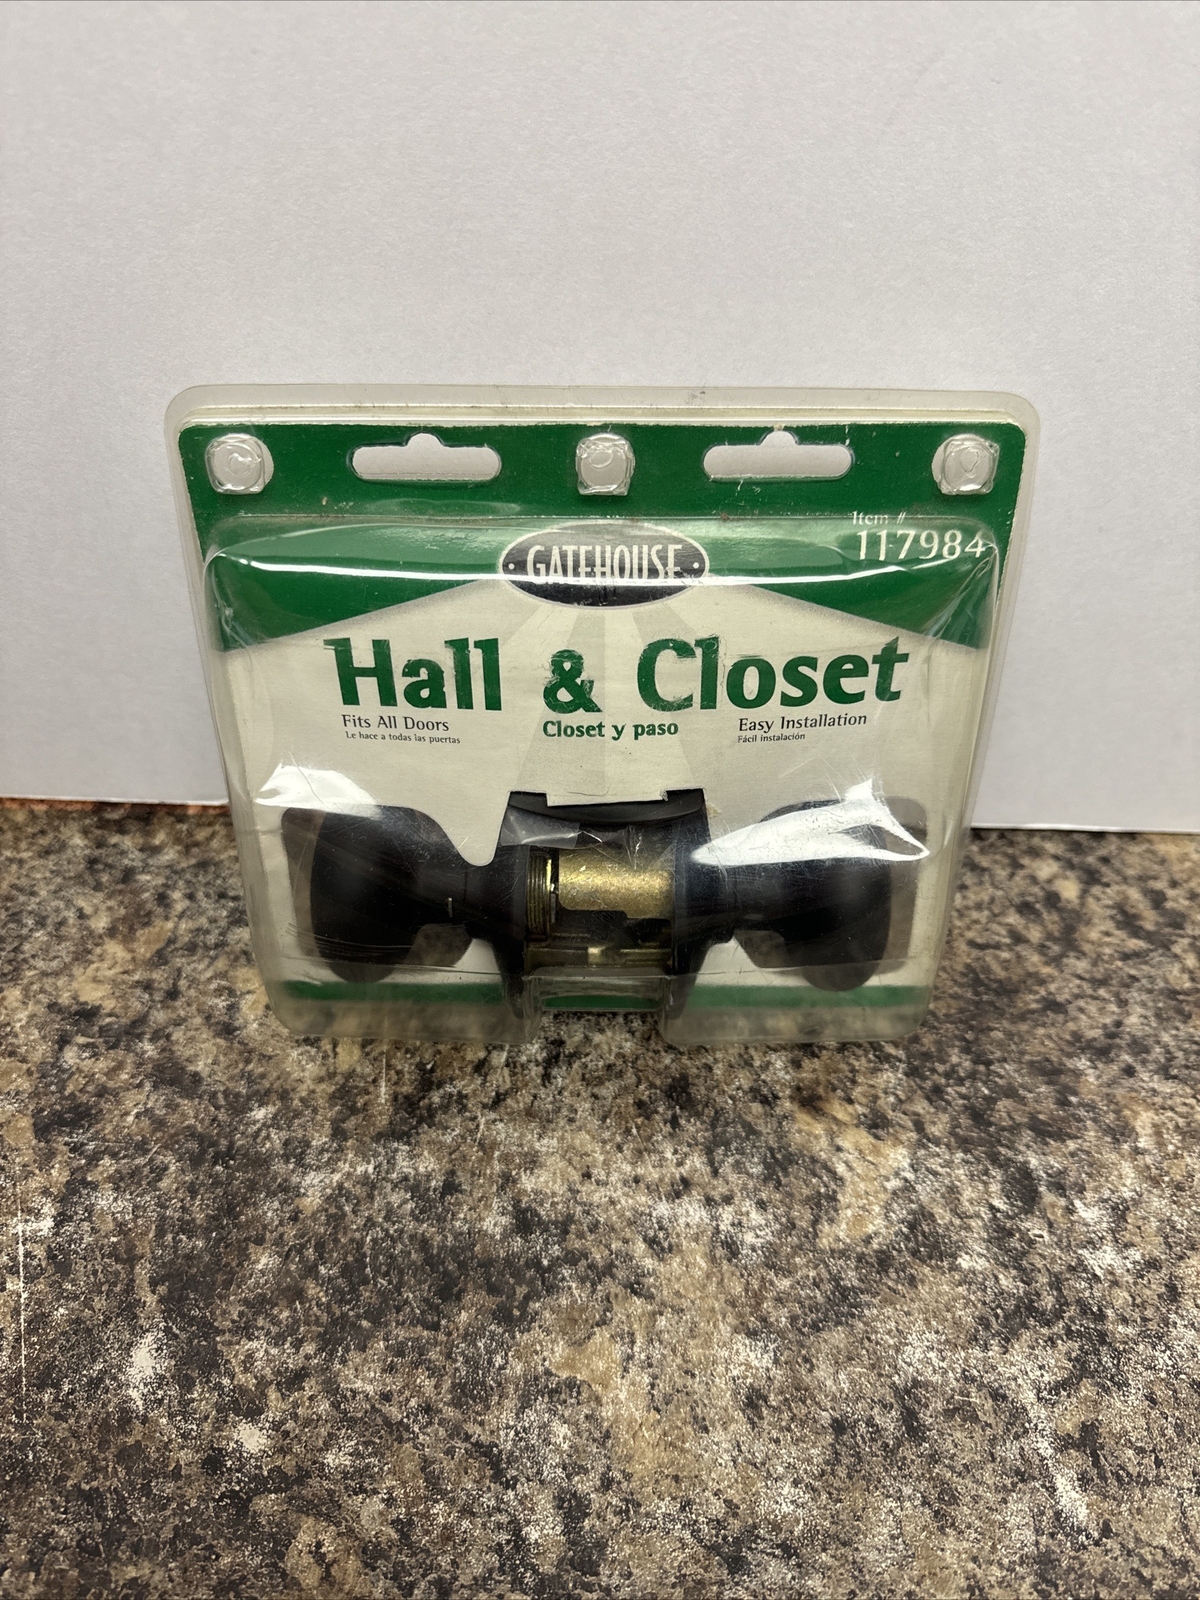 Item #
117984
GATEHOUSE
Hall & Closet
Fits All Doors
Le hace a todas las puertas
Closet y paso
Easy Installation
Fácil instalación